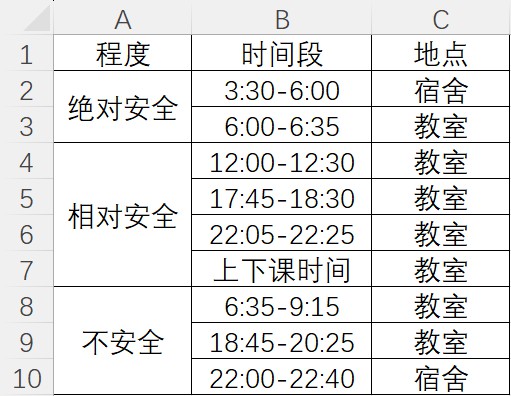 A B C
1 程度 时间段 地点
2 绝对安全 3:30-6:00 宿舍
3 6:00-6:35 教室
4 相对安全 12:00-12:30 教室
5 17:45-18:30 教室
6 22:05-22:25 教室
7 上下课时间 教室
8 不安全 6:35-9:15 教室
9 18:45-20:25 教室
10 22:00-22:40 宿舍